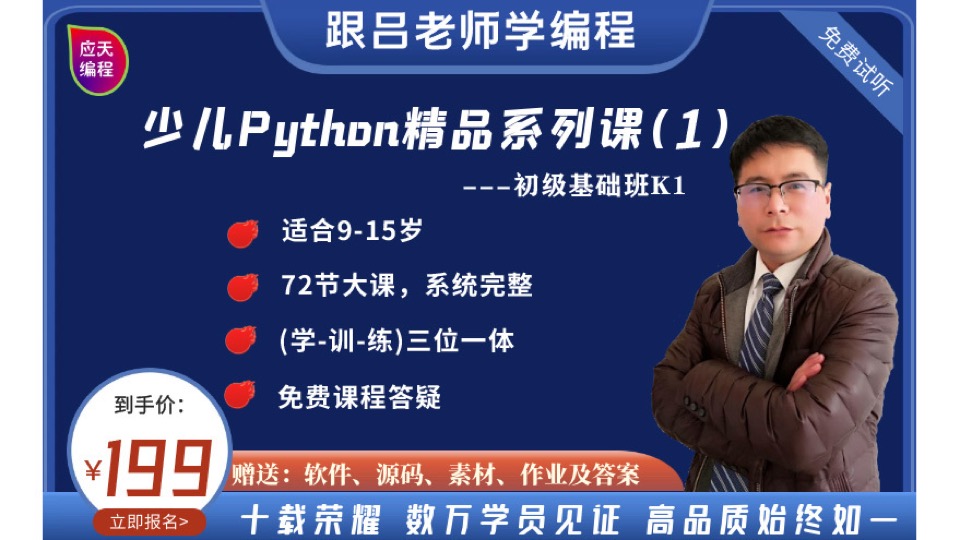 跟吕老师学编程
应天
编程
免费试听
少儿Python精品系列课(1)
---初级基础班K1
适合9-15岁
72节大课，系统完整
(学-训-练)三位一体
免费课程答疑
到手价:
¥199
立即报名>
赠送：软件、源码、素材、作业及答案
十载荣耀 数万学员见证 高品质始终如一